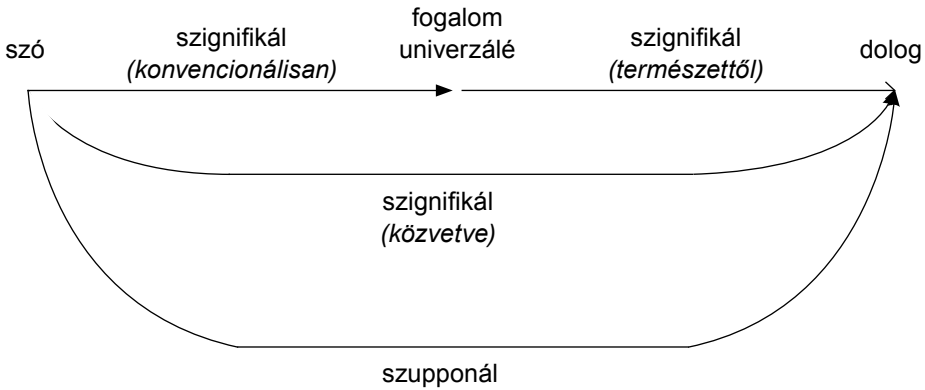 szó
szignifikál
(konvencionálisan)
fogalom
univerzálé
szignifikál
(természettől)
dolog
szignifikál
(közvetve)
szupponál